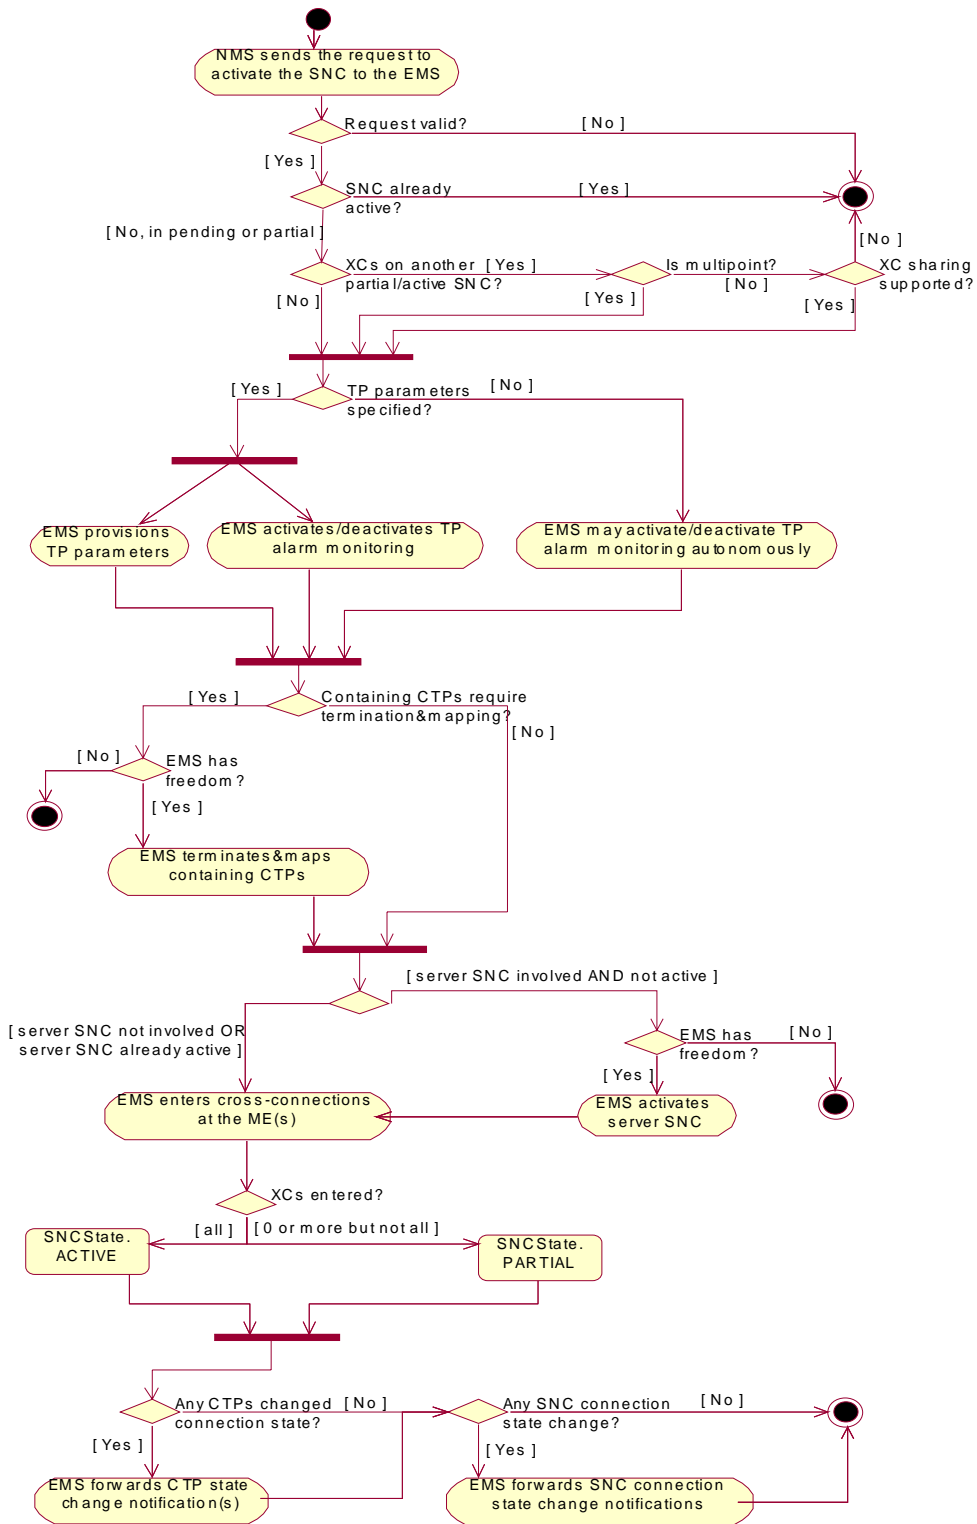 NMS sends the request to
activate the SNC to the EMS
Request valid?
[ No ]
[ Yes ]
SNC already
active?
[ Yes ]
[ No, in pending or partial ]
[ No ]
XCs on another
partial/active SNC?
[ Yes ]
Is multipoint?
XC sharing
supported?
[ No ]
[ Yes ]
[ No ]
[ Yes ]
[ Yes ]
TP parameters
specified?
[ No ]
EMS provisions
TP parameters
EMS activates/deactivates TP
alarm monitoring
EMS may activate/deactivate TP
alarm monitoring autonomously
[ Yes ]
Containing CTPs require
termination&mapping?
[ No ]
[ No ]
EMS has
freedom?
[ Yes ]
EMS terminates&maps
containing CTPs
[ server SNC involved AND not active ]
[ server SNC not involved OR
server SNC already active ]
EMS has
freedom?
[ No ]
[ Yes ]
EMS enters cross-connections
at the ME(s)
EMS activates
server SNC
XCs entered?
[ all ]
[ 0 or more but not all ]
SNCState.
ACTIVE
SNCState.
PARTIAL
Any CTPs changed
connection state?
[ No ]
Any SNC connection
state change?
[ No ]
[ Yes ]
[ Yes ]
EMS forwards CTP state
change notification(s)
EMS forwards SNC connection
state change notifications